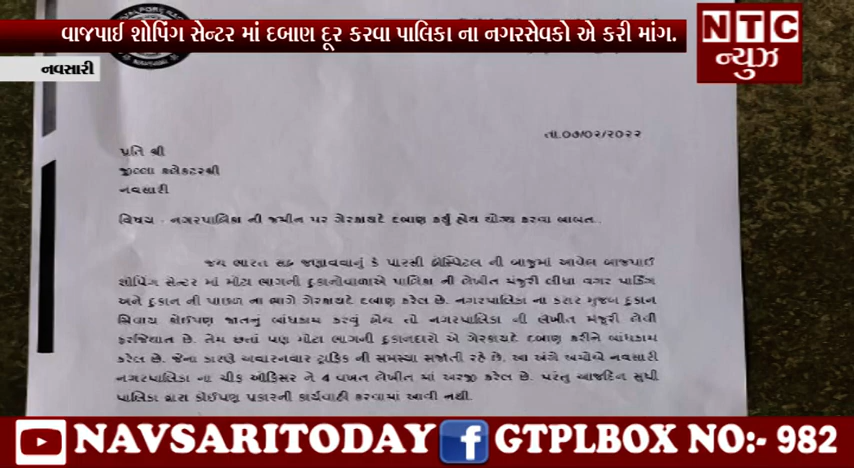 વાજપાઈ શોપિંગ સેન્ટર માં દબાણ દૂર કરવા પાલિકા ના નગરસેવકો એ કરી માંગ.
NTC
ન્યુઝ
નવસારી
તા.૦૭/૦૨/૨૦૨૨
પ્રતિ શ્રી
જીલ્લા કલેકટરશ્રી
નવસારી
વિષય - નગરપાલિકા ની જમીન પર ગેરકાયદે દબાણ કર્યું હોય યોગ્ય કરવા બાબત..
જય ભારત સહ જણાવવાનું કે પારસી હોસ્પિટલ ની બાજુમાં આવેલ બાજપાઈ
શોપિંગ સેન્ટર માં મોટા ભાગની દુકાનોવાળાએ પાલિકા ની લેખીત મંજુરી લીધા વગર પાર્કિંગ
અને દુકાન ની પાછળ ના ભાગે ગેરકાયદે દબાણ કરેલ છે. નગરપાલિકા ના કરાર મુજબ દુકાન
સિવાય કોઈપણ જાતનું બાંધકામ કરવું હોય તો નગરપાલિકા ની લેખીત મંજુરી લેવી
ફરજિયાત છે. તેમ છતાં પણ મોટા ભાગની દુકાનદારો એ ગેરકાયદે દબાણ કરીને બાંધકામ
કરેલ છે. જેના કારણે અવારનવાર ટ્રાફિક ની સમસ્યા સર્જાતી રહે છે. આ અંગે અમોએ નવસારી
નગરપાલિકા ના ચીફ ઓફિસર ને 4 વખત લેખીત માં અરજી કરેલ છે. પરંતુ આજદિન સુધી
પાલિકા દ્વારા કોઈપણ પ્રકારની કાર્યવાહી કરવામાં આવી નથી.
NAVSARITODAY f GTPLBOX NO:- 982